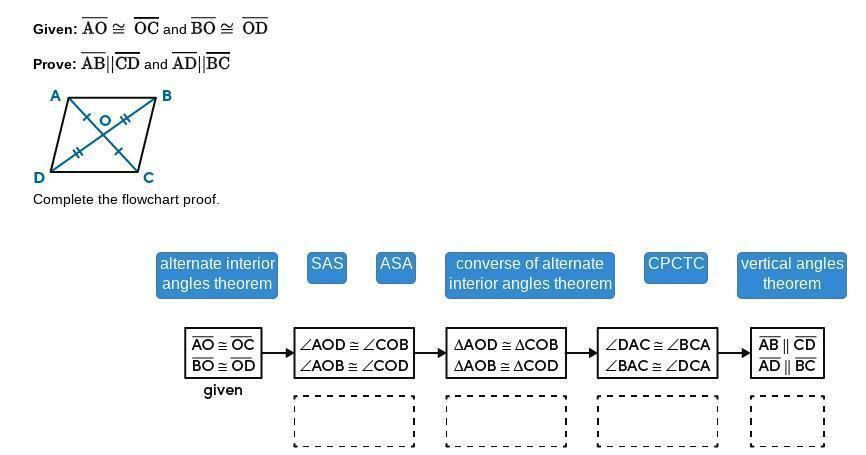 Given: AO ≅ OC and BO ≅ OD
Prove: AB||CD and AD||BC
A B
O
D C
Complete the flowchart proof.
alternate interior angles theorem
SAS
ASA
converse of alternate interior angles theorem
CPCTC
vertical angles theorem
AO ≅ OC
BO ≅ OD
given
∠AOD ≅ ∠COB
∠AOB ≅ ∠COD
ΔAOD ≅ ΔCOB
ΔAOB ≅ ΔCOD
∠DAC ≅ ∠BCA
∠BAC ≅ ∠DCA
AB || CD
AD || BC